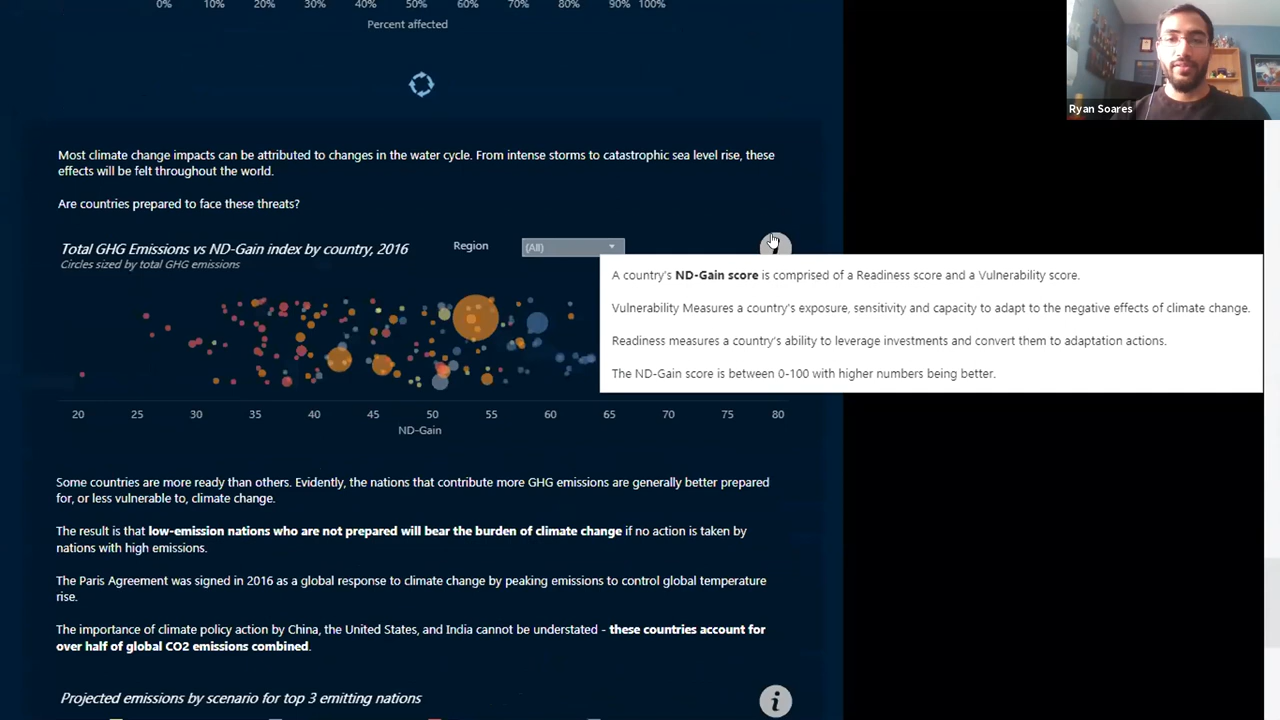 0% 10% 20% 30% 40% 50% 60% 70% 80% 90% 100%
Percent affected
Ryan Soares
Most climate change impacts can be attributed to changes in the water cycle. From intense storms to catastrophic sea level rise, these
effects will be felt throughout the world.
Are countries prepared to face these threats?
Total GHG Emissions vs ND-Gain index by country, 2016
Circles sized by total GHG emissions
Region
(All)
A country's ND-Gain score is comprised of a Readiness score and a Vulnerability score.
Vulnerability Measures a country's exposure, sensitivity and capacity to adapt to the negative effects of climate change.
Readiness measures a country's ability to leverage investments and convert them to adaptation actions.
The ND-Gain score is between 0-100 with higher numbers being better.
20 25 30 35 40 45 50 55 60 65 70 75 80
ND-Gain
Some countries are more ready than others. Evidently, the nations that contribute more GHG emissions are generally better prepared
for, or less vulnerable to, climate change.
The result is that low-emission nations who are not prepared will bear the burden of climate change if no action is taken by
nations with high emissions.
The Paris Agreement was signed in 2016 as a global response to climate change by peaking emissions to control global temperature
rise.
The importance of climate policy action by China, the United States, and India cannot be understated - these countries account for
over half of global CO2 emissions combined.
Projected emissions by scenario for top 3 emitting nations
i